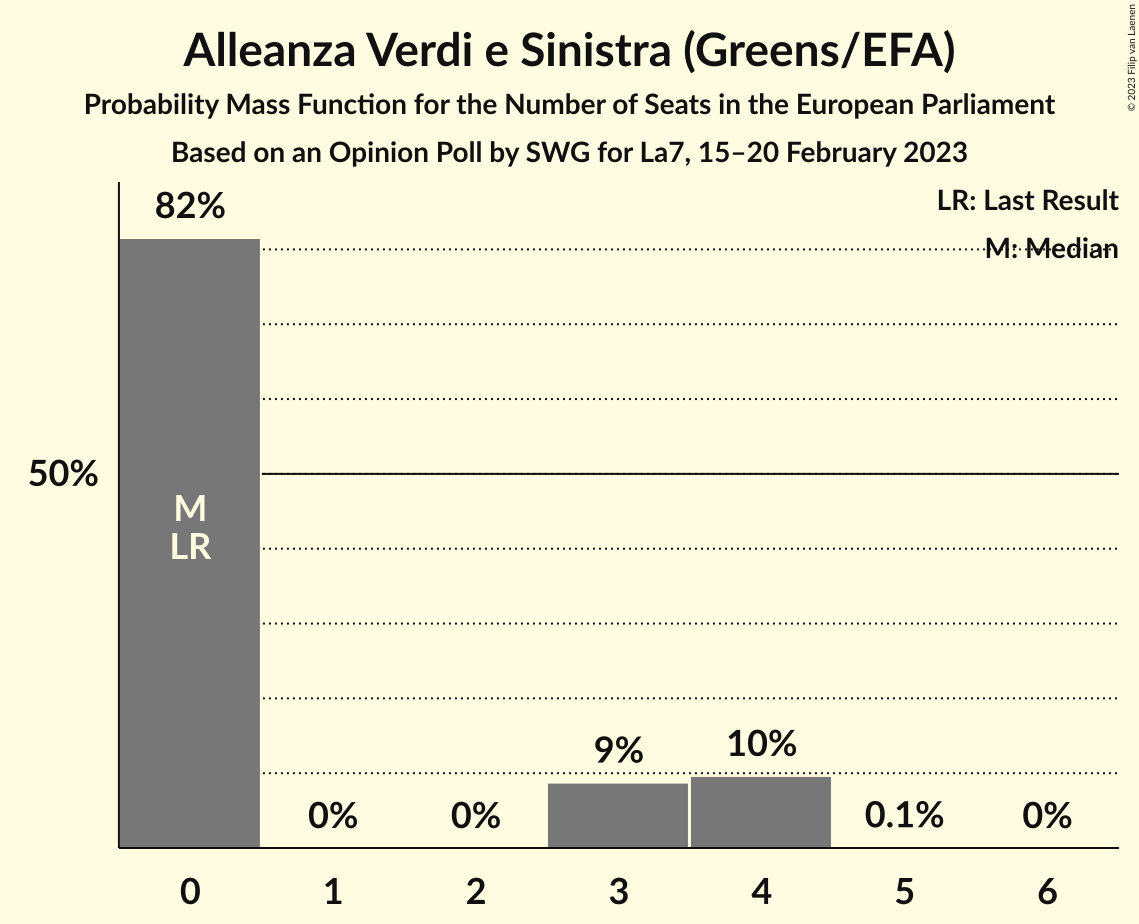 Alleanza Verdi e Sinistra (Greens/EFA)
Probability Mass Function for the Number of Seats in the European Parliament
Based on an Opinion Poll by SWG for La7, 15–20 February 2023
© 2023 Filip van Laenen
LR: Last Result
M: Median
82%
50%
M
LR
0%
0%
9%
10%
0.1%
0%
0
1
2
3
4
5
6